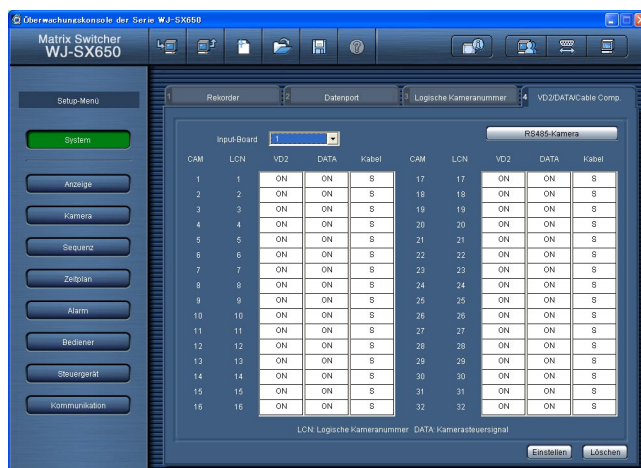 Überwachungskonsole der Serie WJ-SX650
Matrix Switcher
WJ-SX650
Setup-Menü
System
Anzeige
Kamera
Sequenz
Zeitplan
Alarm
Bediener
Steuergerät
Kommunikation
1 Rekorder 2 Datenport 3 Logische Kameranummer 4 VD2/DATA/Cable Comp.
Input-Board 1 RS485-Kamera
CAM LCN VD2 DATA Kabel CAM LCN VD2 DATA Kabel
1 1 ON ON S 17 17 ON ON S
2 2 ON ON S 18 18 ON ON S
3 3 ON ON S 19 19 ON ON S
4 4 ON ON S 20 20 ON ON S
5 5 ON ON S 21 21 ON ON S
6 6 ON ON S 22 22 ON ON S
7 7 ON ON S 23 23 ON ON S
8 8 ON ON S 24 24 ON ON S
9 9 ON ON S 25 25 ON ON S
10 10 ON ON S 26 26 ON ON S
11 11 ON ON S 27 27 ON ON S
12 12 ON ON S 28 28 ON ON S
13 13 ON ON S 29 29 ON ON S
14 14 ON ON S 30 30 ON ON S
15 15 ON ON S 31 31 ON ON S
16 16 ON ON S 32 32 ON ON S
LCN: Logische Kameranummer DATA: Kamerasteuersignal
Einstellen Löschen